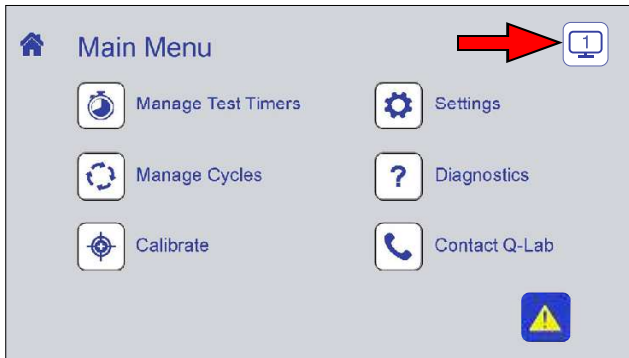 Main Menu
1
Manage Test Timers
Settings
Manage Cycles
?
Diagnostics
Calibrate
Contact Q-Lab